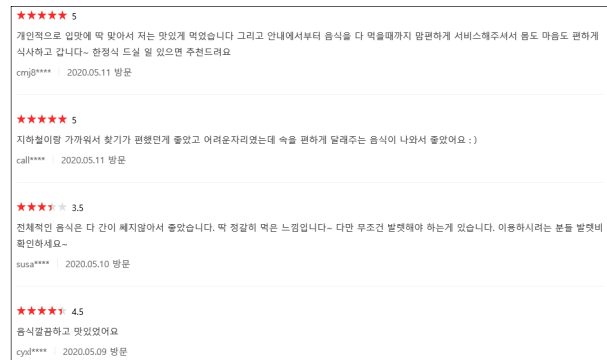 ★★★★★ 5
개인적으로 입맛에 딱 맞아서 저는 맛있게 먹었습니다 그리고 안내에서부터 음식을 다 먹을때까지 맘편하게 서비스해주셔서 몸도 마음도 편하게
식사하고 갑니다~ 한정식 드실 일 있으면 추천드려요
cmj8**** | 2020.05.11 방문
★★★★★ 5
지하철이랑 가까워서 찾기가 편했던게 좋았고 어려운자리였는데 속을 편하게 달래주는 음식이 나와서 좋았어요 : )
call**** | 2020.05.11 방문
★★★★★ 3.5
전체적인 음식은 다 간이 쎄지않아서 좋았습니다. 딱 정갈히 먹은 느낌입니다~ 다만 무조건 발렛해야 하는게 있습니다. 이용하시려는 분들 발렛비
확인하세요~
susa**** | 2020.05.10 방문
★★★★★ 4.5
음식깔끔하고 맛있었어요
cyxl**** | 2020.05.09 방문